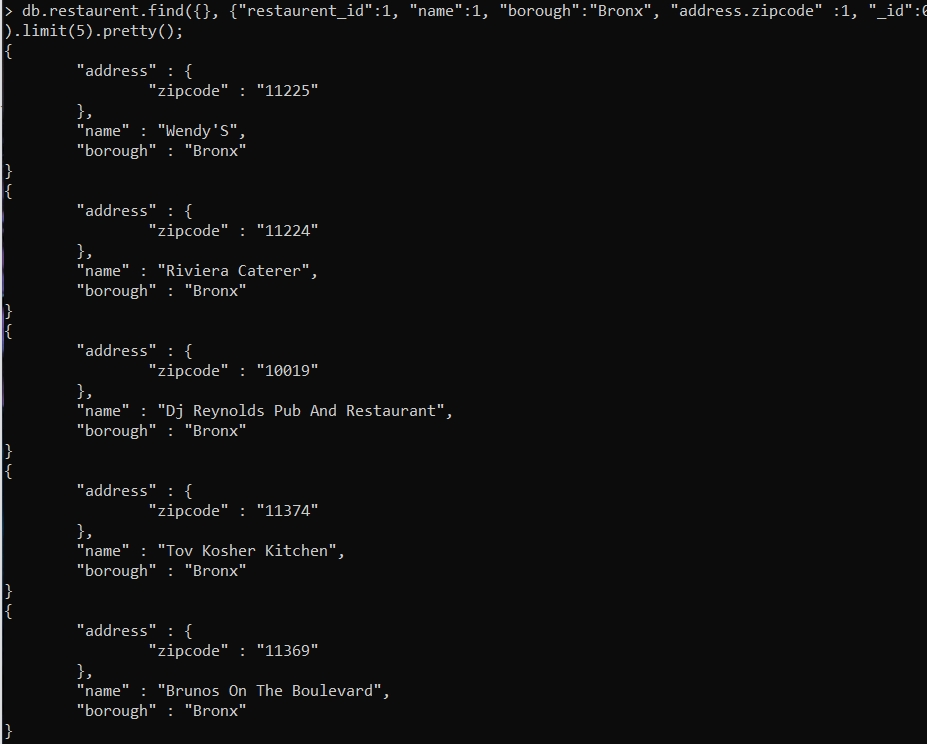 > db.restaurent.find({}, {"restaurent_id":1, "name":1, "borough":"Bronx", "address.zipcode" :1, "_id":0
).limit(5).pretty();
{
"address" : {
"zipcode" : "11225"
},
"name" : "Wendy'S",
"borough" : "Bronx"
}
{
"address" : {
"zipcode" : "11224"
},
"name" : "Riviera Caterer",
"borough" : "Bronx"
}
{
"address" : {
"zipcode" : "10019"
},
"name" : "Dj Reynolds Pub And Restaurant",
"borough" : "Bronx"
}
{
"address" : {
"zipcode" : "11374"
},
"name" : "Tov Kosher Kitchen",
"borough" : "Bronx"
}
{
"address" : {
"zipcode" : "11369"
},
"name" : "Brunos On The Boulevard",
"borough" : "Bronx"
}